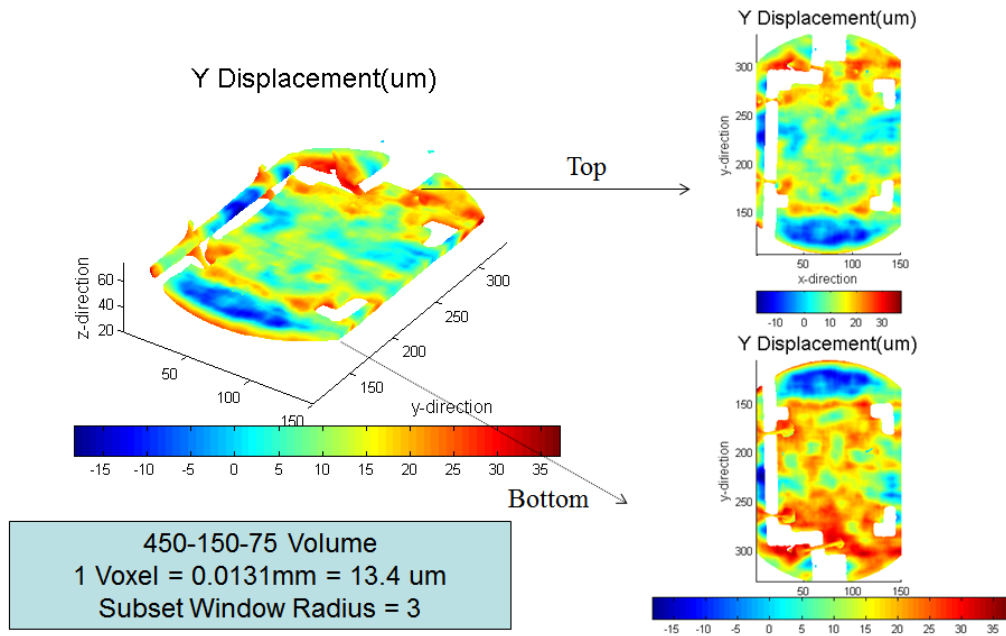 Y Displacement(um)
z-direction
60
40
20
50
100
150
150
200
250
300
y-direction
-15 -10 -5 0 5 10 15 20 25 30 35
Top
Bottom
450-150-75 Volume
1 Voxel = 0.0131mm = 13.4 um
Subset Window Radius = 3
Y Displacement(um)
y-direction
300
250
200
150
50 100 150
x-direction
-10 0 10 20 30
Y Displacement(um)
y-direction
150
200
250
300
50 100 150
-15 -10 -5 0 5 10 15 20 25 30 35